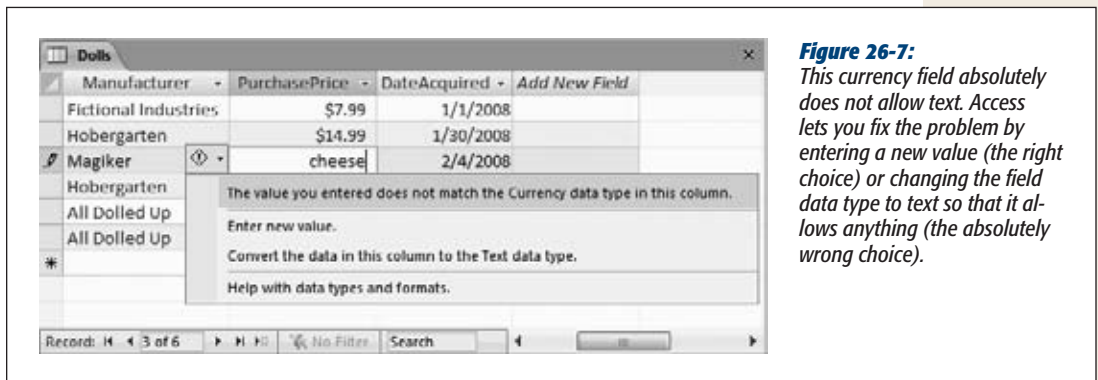 Dolls
Manufacturer PurchasePrice DateAcquired Add New Field
Fictional Industries $7.99 1/1/2008
Hobergarten $14.99 1/30/2008
Magiker cheese 2/4/2008
Hobergarten
All Dolled Up
All Dolled Up
The value you entered does not match the Currency data type in this column.
Enter new value.
Convert the data in this column to the Text data type.
Help with data types and formats.
Record: 3 of 6 No Filter Search
Figure 26-7:
This currency field absolutely
does not allow text. Access
lets you fix the problem by
entering a new value (the right
choice) or changing the field
data type to text so that it al-
lows anything (the absolutely
wrong choice).